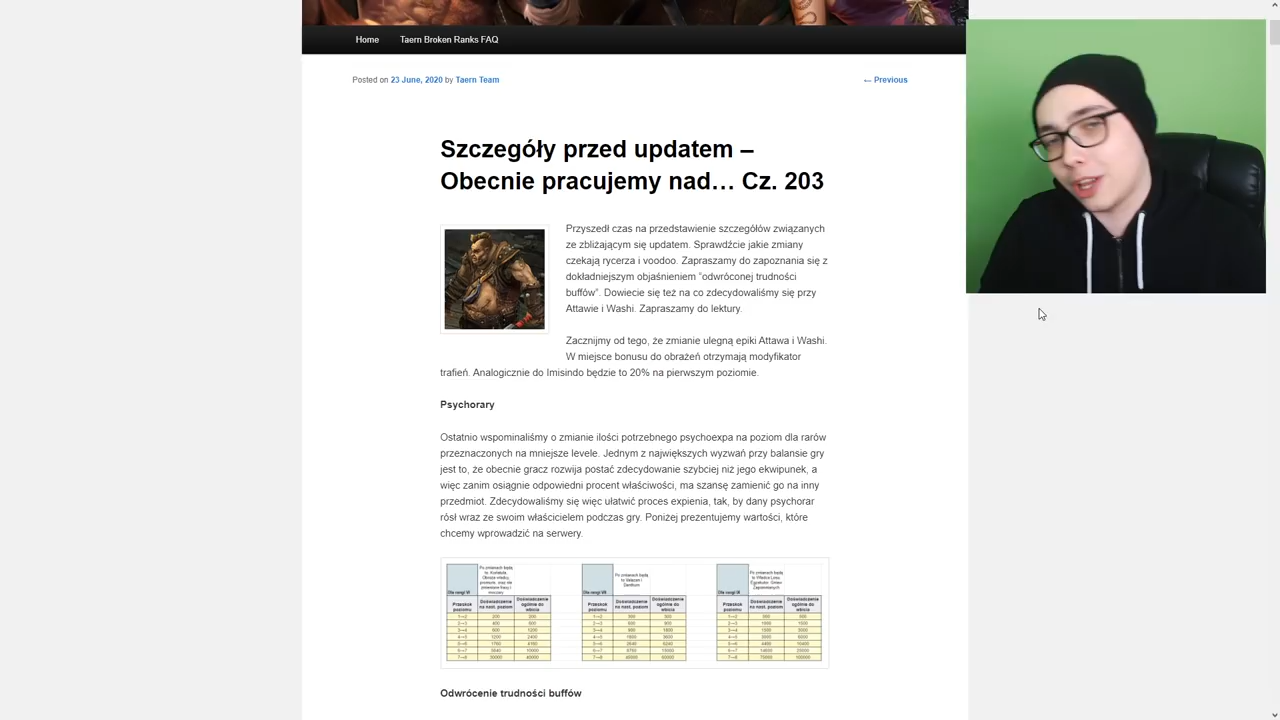 Home Taern Broken Ranks FAQ
Posted on 23 June, 2020 by Taern Team
← Previous
Szczegóły przed updatem –
Obecnie pracujemy nad… Cz. 203
Przyszedł czas na przedstawienie szczegółów związanych
ze zbliżającym się updatem. Sprawdźcie jakie zmiany
czekają rycerza i voodoo. Zapraszamy do zapoznania się z
dokładniejszym objaśnieniem "odwróconej trudności
buffów". Dowiecie się też na co zdecydowaliśmy się przy
Attawie i Washi. Zapraszamy do lektury.
Zacznijmy od tego, że zmianie ulegną epiki Attawa i Washi.
W miejsce bonusu do obrażeń otrzymają modyfikator
trafień. Analogicznie do Imisindo będzie to 20% na pierwszym poziomie.
Psychorary
Ostatnio wspominaliśmy o zmianie ilości potrzebnego psychoexpa na poziom dla rarów
przeznaczonych na mniejsze levele. Jednym z największych wyzwań przy balansie gry
jest to, że obecnie gracz rozwija postać zdecydowanie szybciej niż jego ekwipunek, a
więc zanim osiągnie odpowiedni procent właściwości, ma szansę zamienić go na inny
przedmiot. Zdecydowaliśmy się więc ułatwić proces expienia, tak, by dany psychorar
rósł wraz ze swoim właścicielem podczas gry. Poniżej prezentujemy wartości, które
chcemy wprowadzić na serwery.
Odwrócenie trudności buffów